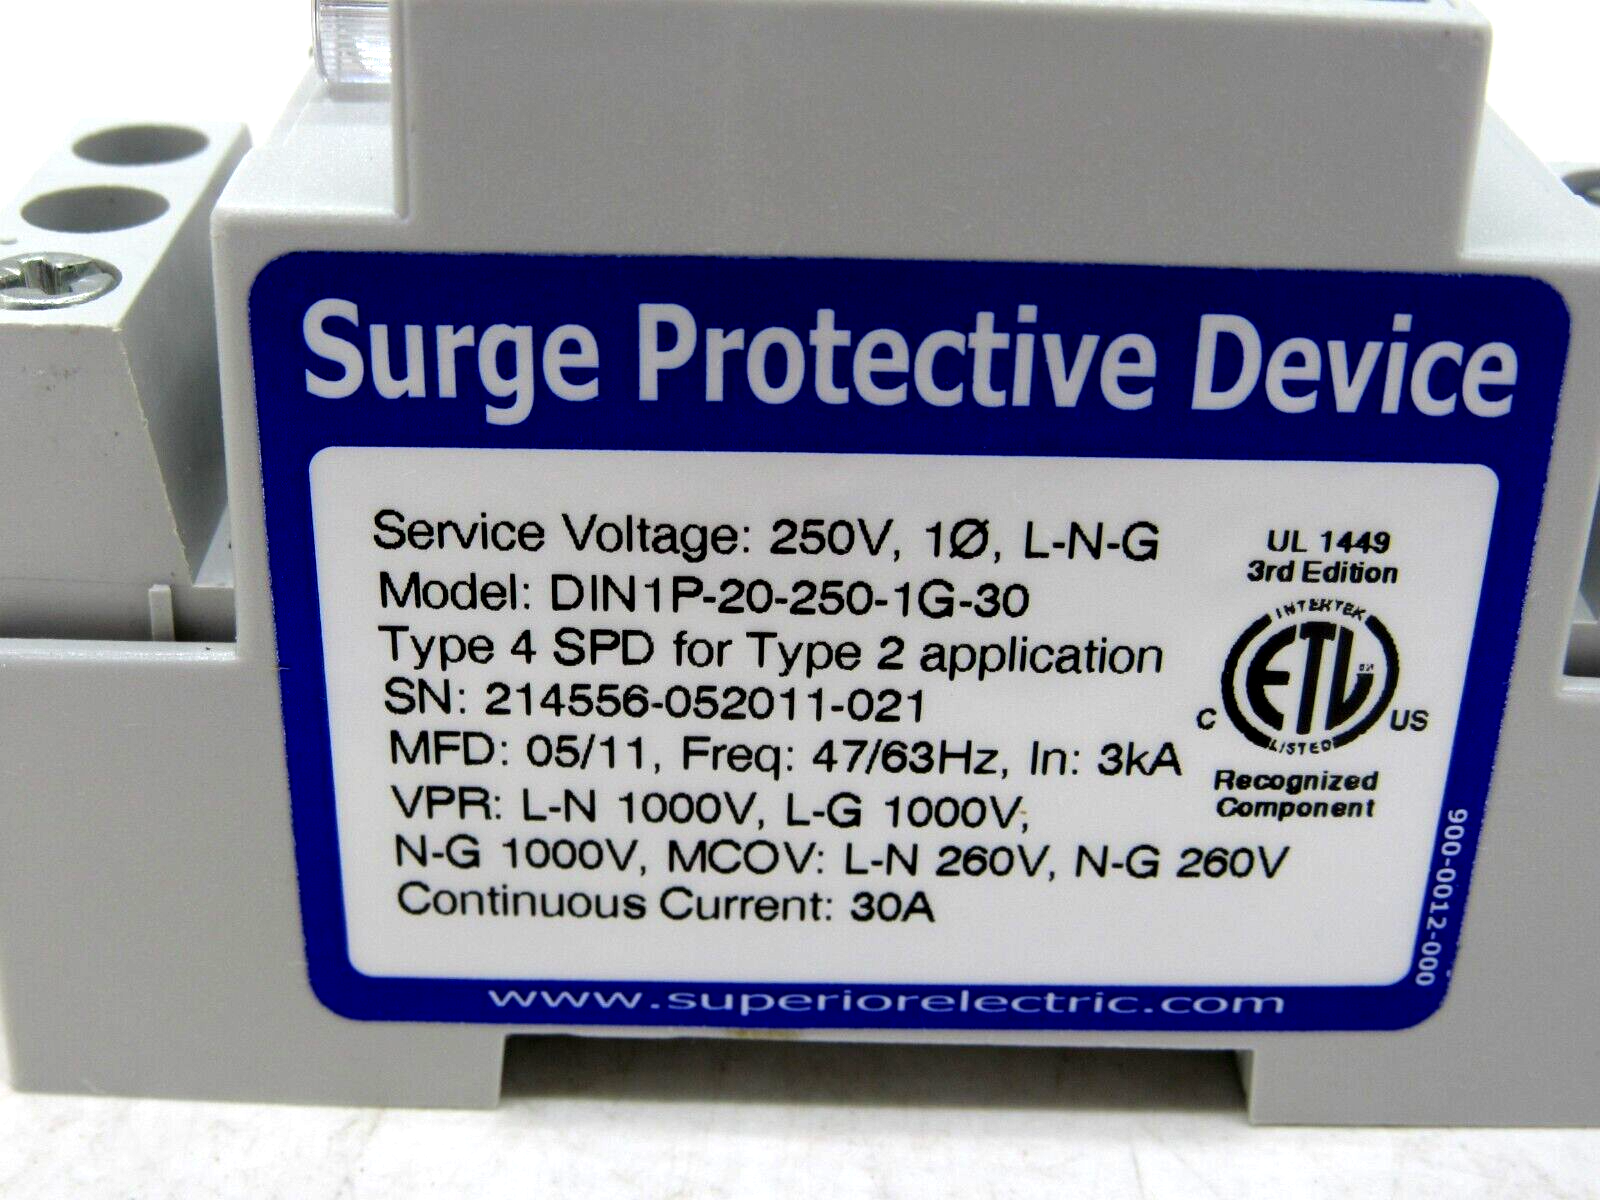 Surge Protective Device
Service Voltage: 250V, 1Ø, L-N-G
Model: DIN1P-20-250-1G-30
Type 4 SPD for Type 2 application
SN: 214556-052011-021
MFD: 05/11, Freq: 47/63Hz, In: 3kA
VPR: L-N 1000V, L-G 1000V,
N-G 1000V, MCOV: L-N 260V, N-G 260V
Continuous Current: 30A
UL 1449
3rd Edition
INTERTEK
ETL
C
US
LISTED
Recognized
Component
900-0012-000
www.superiorelectric.com